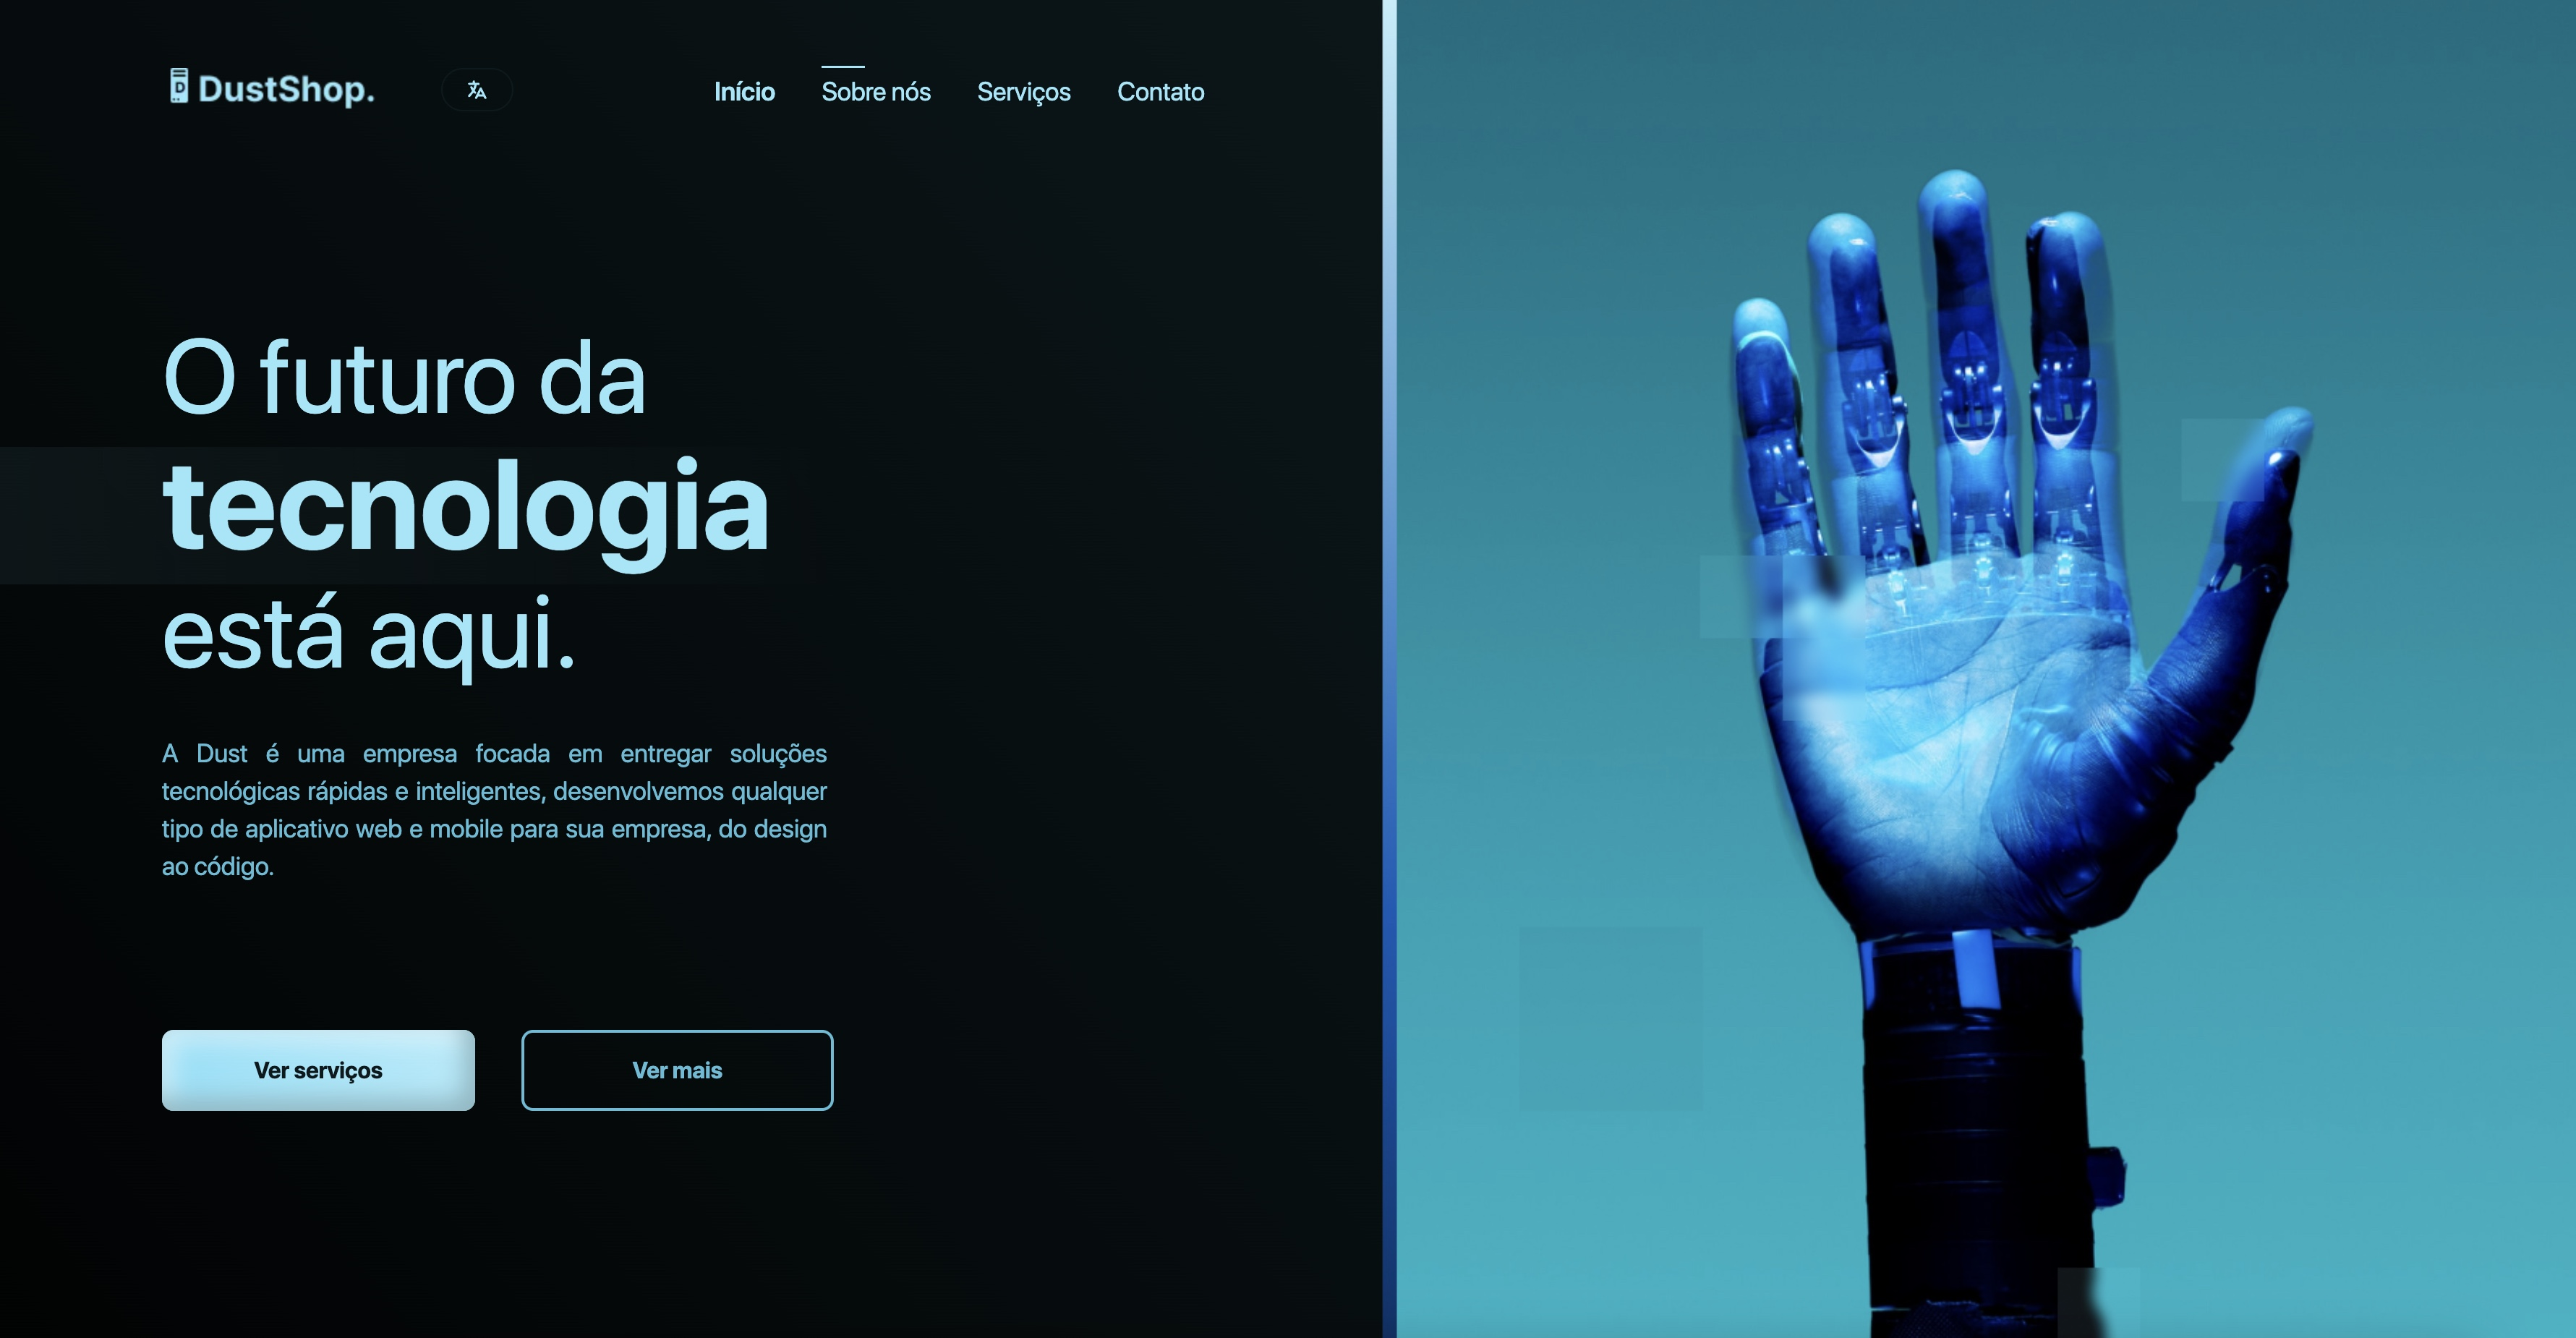 DustShop.
Início
Sobre nós
Serviços
Contato
O futuro da
tecnologia
está aqui.
A Dust é uma empresa focada em entregar soluções
tecnológicas rápidas e inteligentes, desenvolvemos qualquer
tipo de aplicativo web e mobile para sua empresa, do design
ao código.
Ver serviços
Ver mais